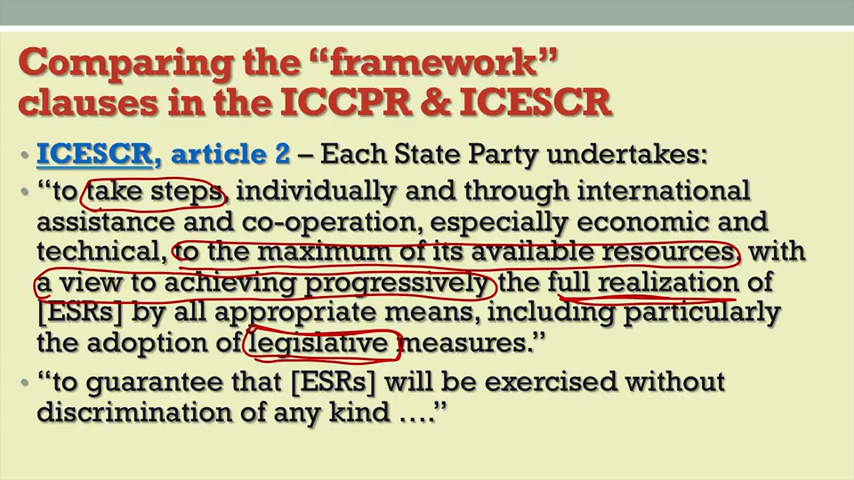 Comparing the “framework”
clauses in the ICCPR & ICESCR
• ICESCR, article 2 – Each State Party undertakes:
• “to take steps, individually and through international
assistance and co-operation, especially economic and
technical, to the maximum of its available resources, with
a view to achieving progressively the full realization of
[ESRs] by all appropriate means, including particularly
the adoption of legislative measures.”
• “to guarantee that [ESRs] will be exercised without
discrimination of any kind ….”